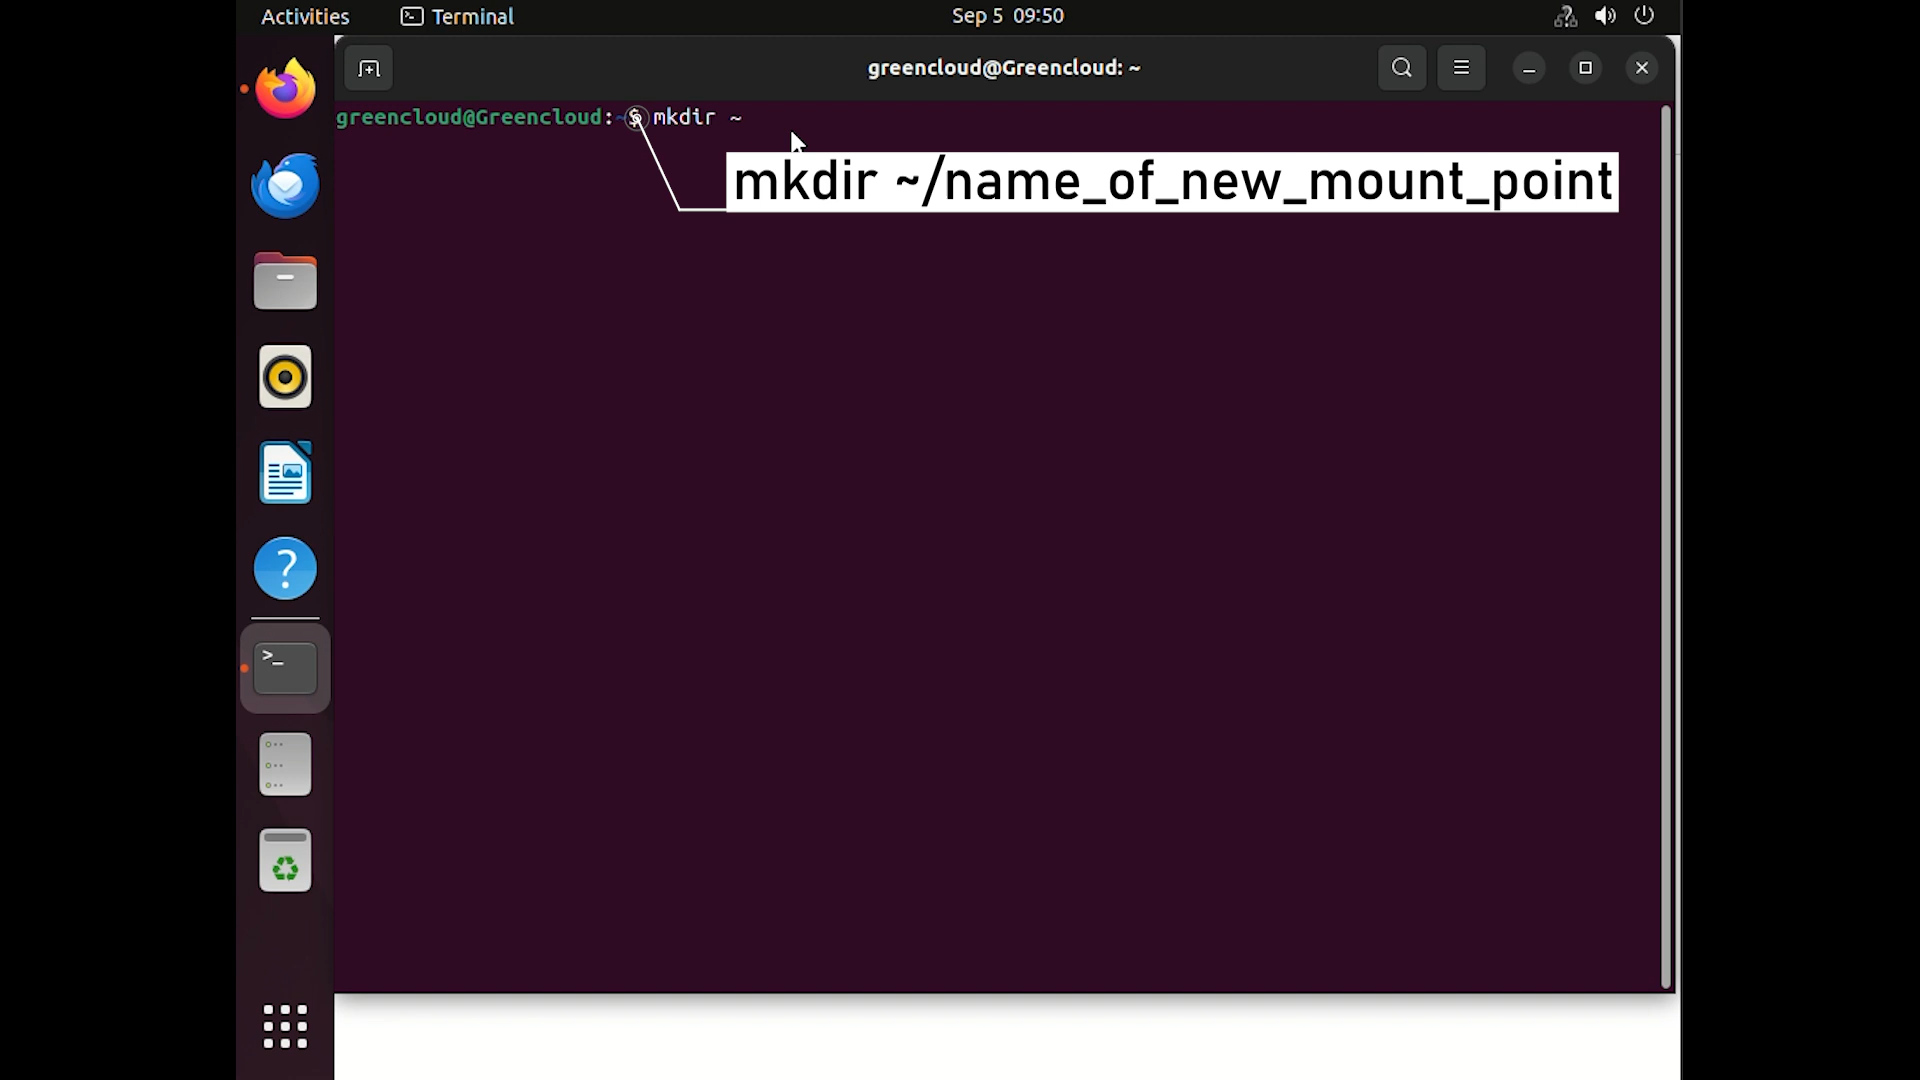 Activities Terminal Sep 5 09:50
greencloud@Greencloud: ~
greencloud@Greencloud:~$ mkdir ~
mkdir ~/name_of_new_mount_point